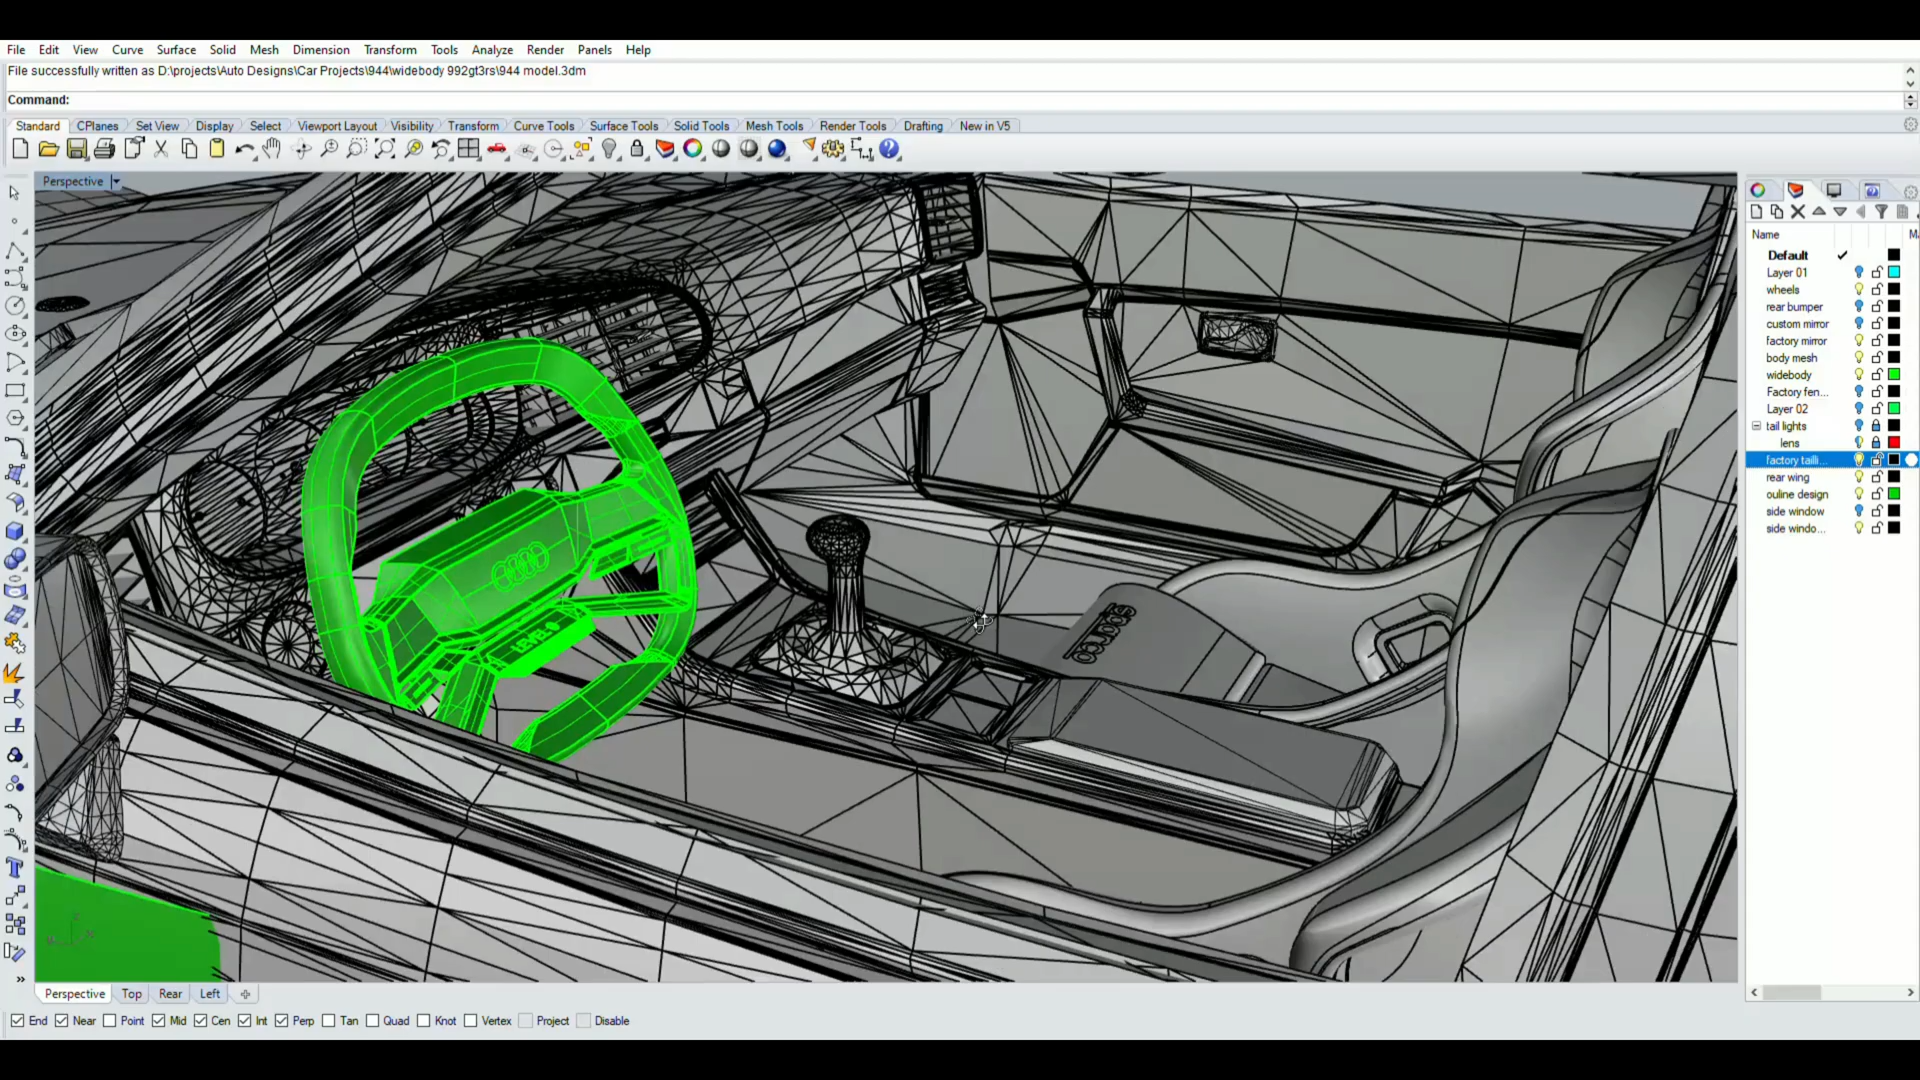 File Edit View Curve Surface Solid Mesh Dimension Transform Tools Analyze Render Panels Help
File successfully written as D:\projects\Auto Designs\Car Projects\944\widebody 992gt3rs\944 model.3dm
Command:
Standard CPlanes Set View Display Select Viewport Layout Visibility Transform Curve Tools Surface Tools Solid Tools Mesh Tools Render Tools Drafting New in V5
Perspective
Name M
Default
Layer 01
wheels
rear bumper
custom mirror
factory mirror
body mesh
widebody
Factory fen...
Layer 02
tail lights
lens
factory tailli...
rear wing
ouline design
side window
side windo...
sparco
Perspective Top Rear Left
End Near Point Mid Cen Int Perp Tan Quad Knot Vertex Project Disable